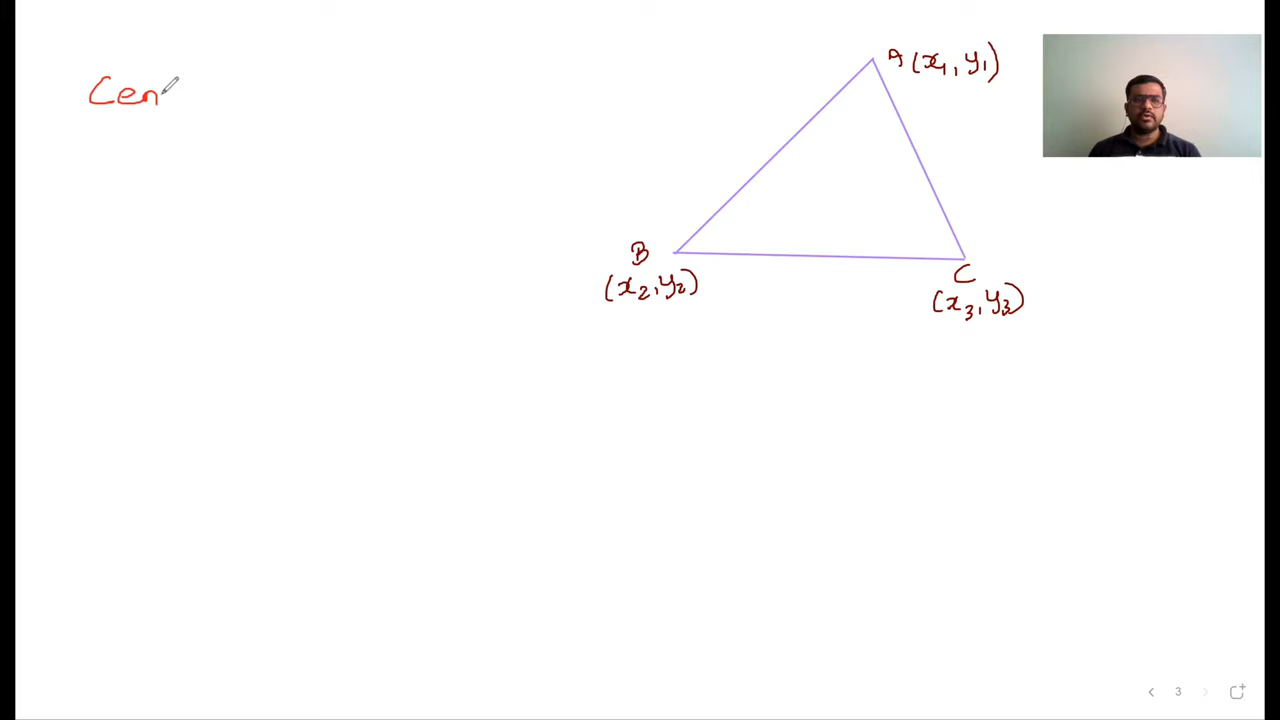 Cen
A (x1, y1)
B
(x2, y2)
C
(x3, y3)
3